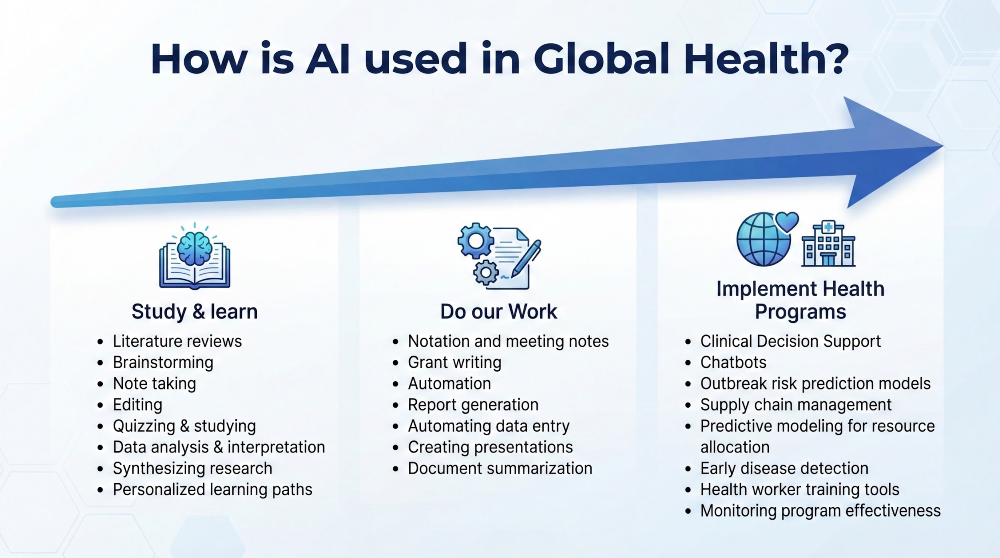 How is AI used in Global Health?
Study & learn
• Literature reviews
• Brainstorming
• Note taking
• Editing
• Quizzing & studying
• Data analysis & interpretation
• Synthesizing research
• Personalized learning paths
Do our Work
• Notation and meeting notes
• Grant writing
• Automation
• Report generation
• Automating data entry
• Creating presentations
• Document summarization
Implement Health
Programs
• Clinical Decision Support
• Chatbots
• Outbreak risk prediction models
• Supply chain management
• Predictive modeling for resource
allocation
• Early disease detection
• Health worker training tools
• Monitoring program effectiveness